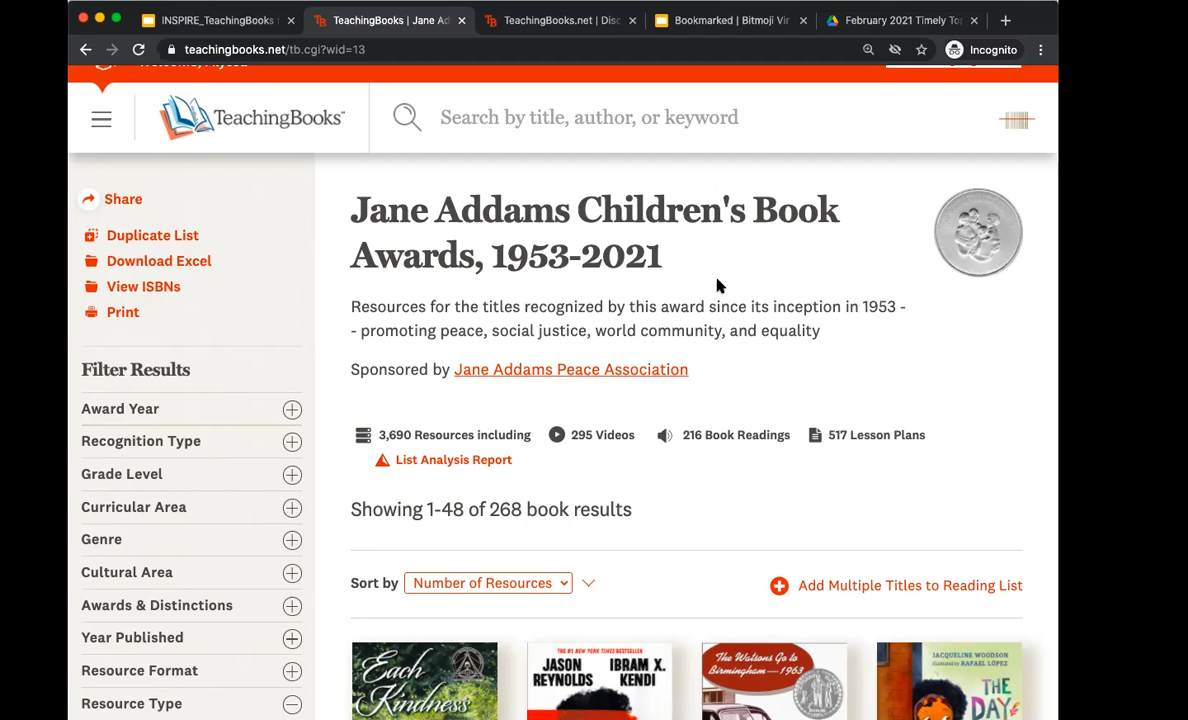 INSPIRE_TeachingBooks
TeachingBooks | Jane Ad
TeachingBooks.net | Disc
Bookmarked | Bitmoji Vir
February 2021 Timely To
teachingbooks.net/tb.cgi?wid=13
Incognito
TeachingBooks
Search by title, author, or keyword
Share
Duplicate List
Download Excel
View ISBNs
Print
Filter Results
Award Year
Recognition Type
Grade Level
Curricular Area
Genre
Cultural Area
Awards & Distinctions
Year Published
Resource Format
Resource Type
Jane Addams Children's Book
Awards, 1953-2021
Resources for the titles recognized by this award since its inception in 1953 -
- promoting peace, social justice, world community, and equality
Sponsored by Jane Addams Peace Association
3,690 Resources including 295 Videos 216 Book Readings 517 Lesson Plans
List Analysis Report
Showing 1-48 of 268 book results
Sort by Number of Resources
Add Multiple Titles to Reading List
Each
Kindness
THE #1 NEW YORK TIMES BESTSELLER
JASON REYNOLDS
IBRAM X. KENDI
The Watsons Go to
Birmingham—1963
JACQUELINE WOODSON
illustrated by RAFAEL LÓPEZ
THE
DAY